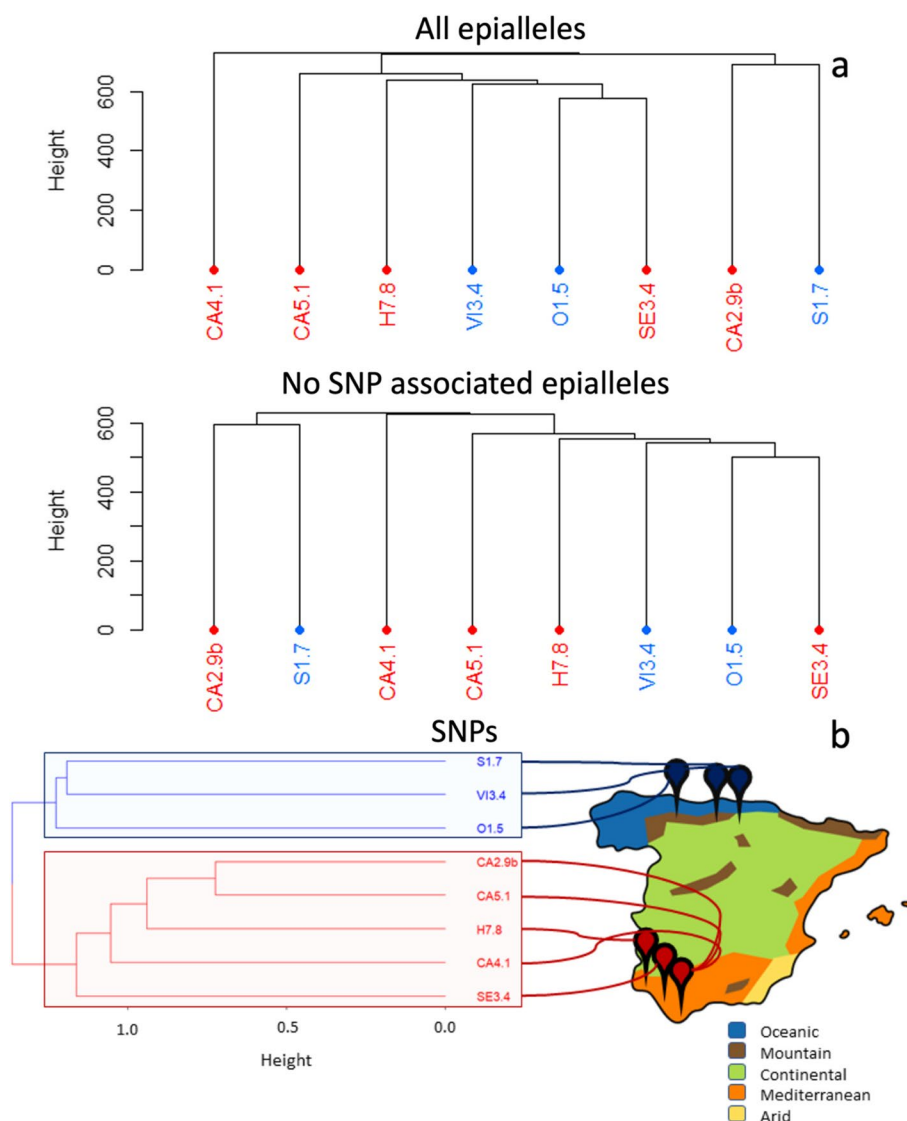 All epialleles
a
Height
600
400
200
0
CA4.1
CA5.1
H7.8
VI3.4
O1.5
SE3.4
CA2.9b
S1.7
No SNP associated epialleles
Height
600
400
200
0
CA2.9b
S1.7
CA4.1
CA5.1
H7.8
VI3.4
O1.5
SE3.4
SNPs
b
S1.7
VI3.4
O1.5
CA2.9b
CA5.1
H7.8
CA4.1
SE3.4
1.0 0.5 0.0
Height
Oceanic
Mountain
Continental
Mediterranean
Arid